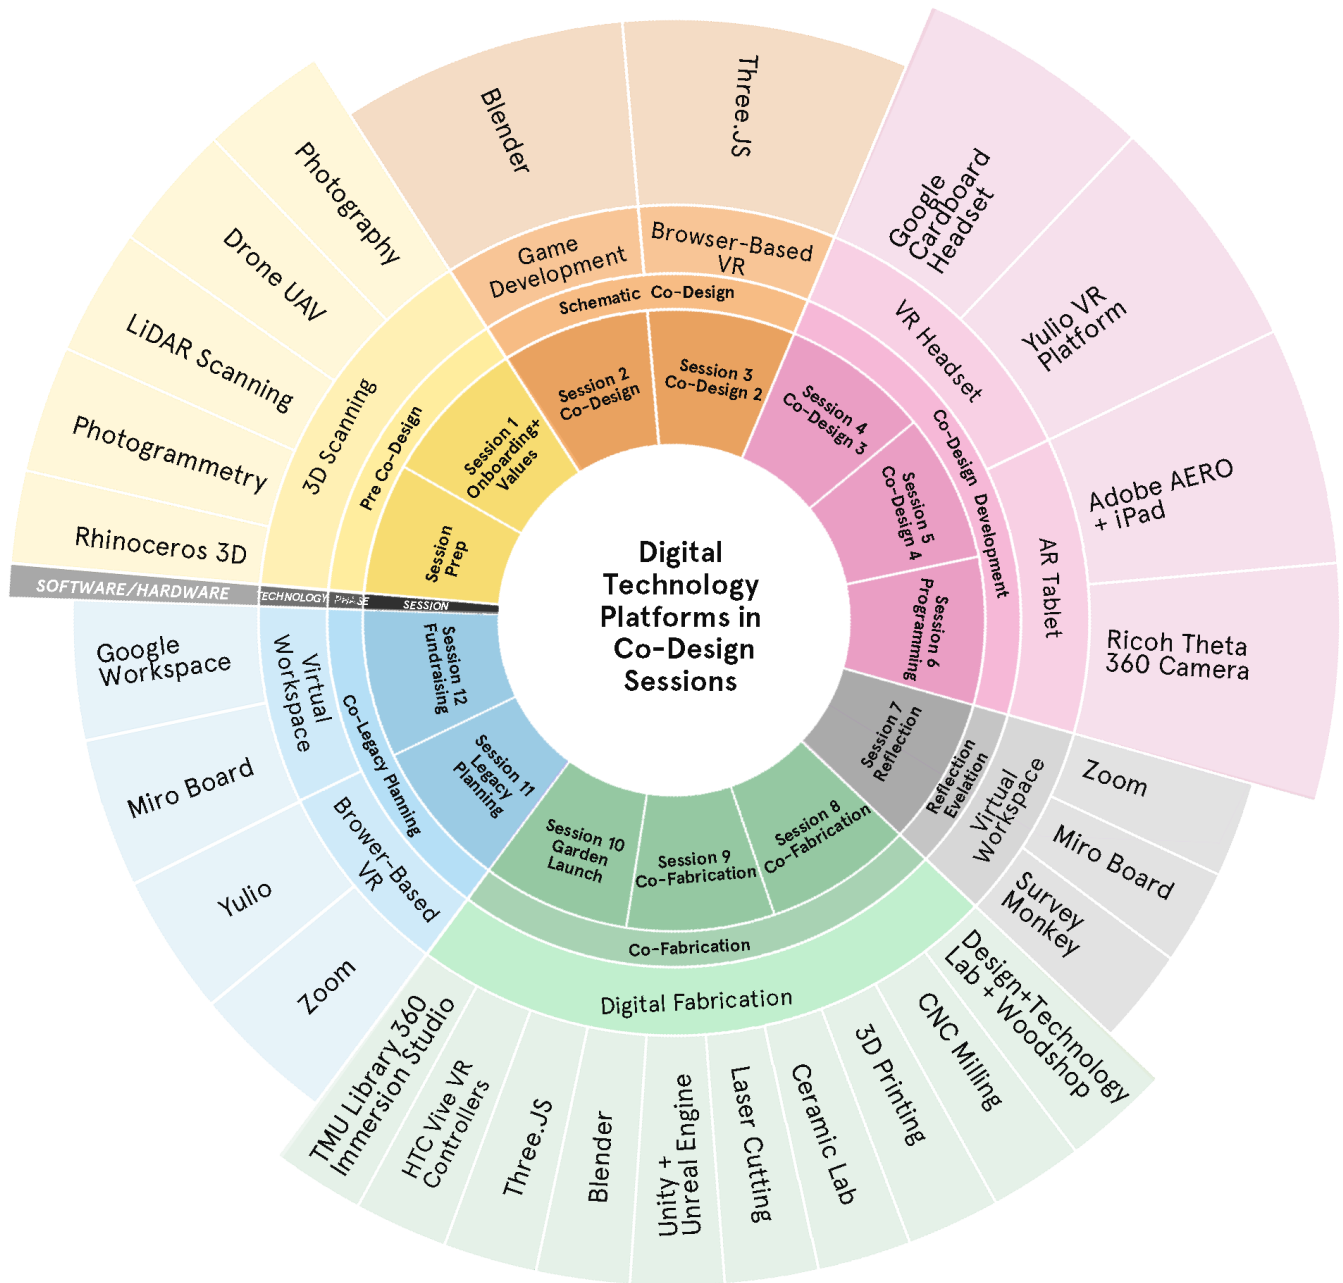 Digital
Technology
Platforms in
Co-Design
Sessions
SOFTWARE/HARDWARE
TECHNOLOGY
PHASE
SESSION
Session
Prep
Session 1
Onboarding+
Values
Pre Co-Design
3D Scanning
Rhinoceros 3D
Photogrammetry
LiDAR Scanning
Drone UAV
Photography
Session 2
Co-Design
Session 3
Co-Design 2
Schematic Co-Design
Game
Development
Browser-Based
VR
Blender
Three.JS
Session 4
Co-Design 3
Session 5
Co-Design 4
Session 6
Programming
Co-Design Development
VR Headset
AR Tablet
Google
Cardboard
Headset
Yulio VR
Platform
Adobe AERO
+ iPad
Ricoh Theta
360 Camera
Session 7
Reflection
Reflection
Evelation
Virtual
Workspace
Zoom
Miro Board
Survey
Monkey
Session 8
Co-Fabrication
Session 9
Co-Fabrication
Session 10
Garden
Launch
Co-Fabrication
Digital Fabrication
Design+Technology
Lab + Woodshop
CNC Milling
3D Printing
Ceramic Lab
Laser Cutting
Unity +
Unreal Engine
Blender
Three.JS
HTC Vive VR
Controllers
TMU Library 360
Immersion Studio
Session 11
Legacy
Planning
Session 12
Fundraising
Co-Legacy Planning
Brower-Based
VR
Virtual
Workspace
Zoom
Yulio
Miro Board
Google
Workspace